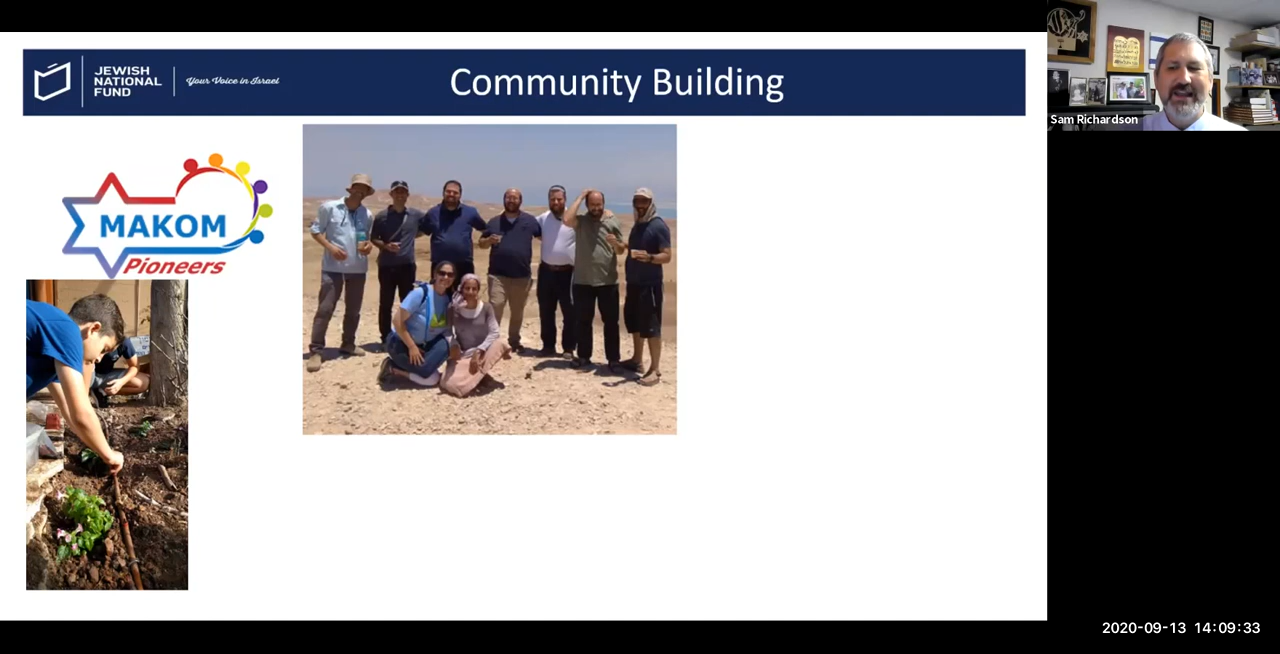 JEWISH
NATIONAL
FUND
Your Voice in Israel
Community Building
Sam Richardson
MAKOM
Pioneers
2020-09-13 14:09:33